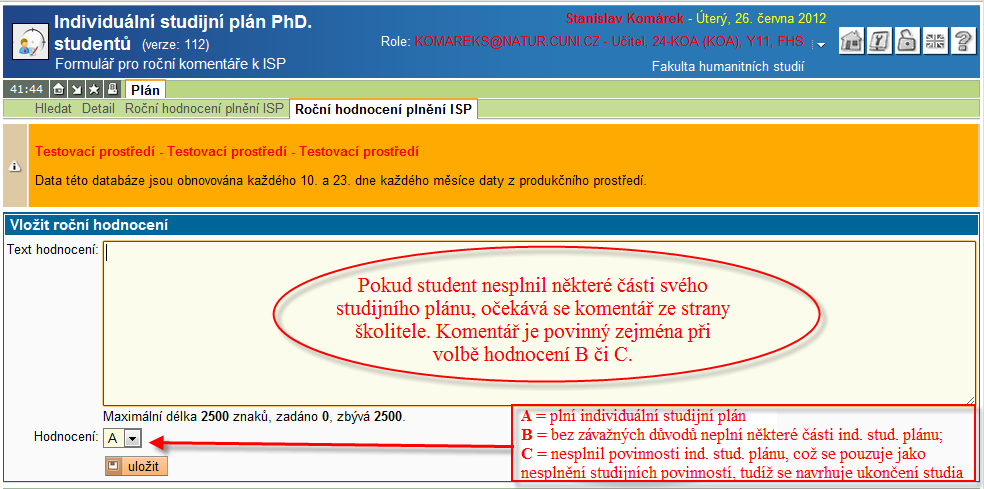 Individuální studijní plán PhD.
studentů (verze: 112)
Formulář pro roční komentáře k ISP
Stanislav Komárek - Úterý, 26. června 2012
Role: KOMAREKS@NATUR.CUNI.CZ - Učitel, 24-KOA (KOA), Y11, FHS
Fakulta humanitních studií
41:44 Plán
Hledat Detail Roční hodnocení plnění ISP Roční hodnocení plnění ISP
Testovací prostředí - Testovací prostředí - Testovací prostředí
Data této databáze jsou obnovována každého 10. a 23. dne každého měsíce daty z produkčního prostředí.
Vložit roční hodnocení
Text hodnocení:
Pokud student nesplnil některé části svého
studijního plánu, očekává se komentář ze strany
školitele. Komentář je povinný zejména při
volbě hodnocení B či C.
Maximální délka 2500 znaků, zadáno 0, zbývá 2500.
Hodnocení: A
uložit
A = plní individuální studijní plán
B = bez závažných důvodů neplní některé části ind. stud. plánu;
C = nesplnil povinnosti ind. stud. plánu, což se pouzuje jako
nesplnění studijních povinností, tudíž se navrhuje ukončení studia